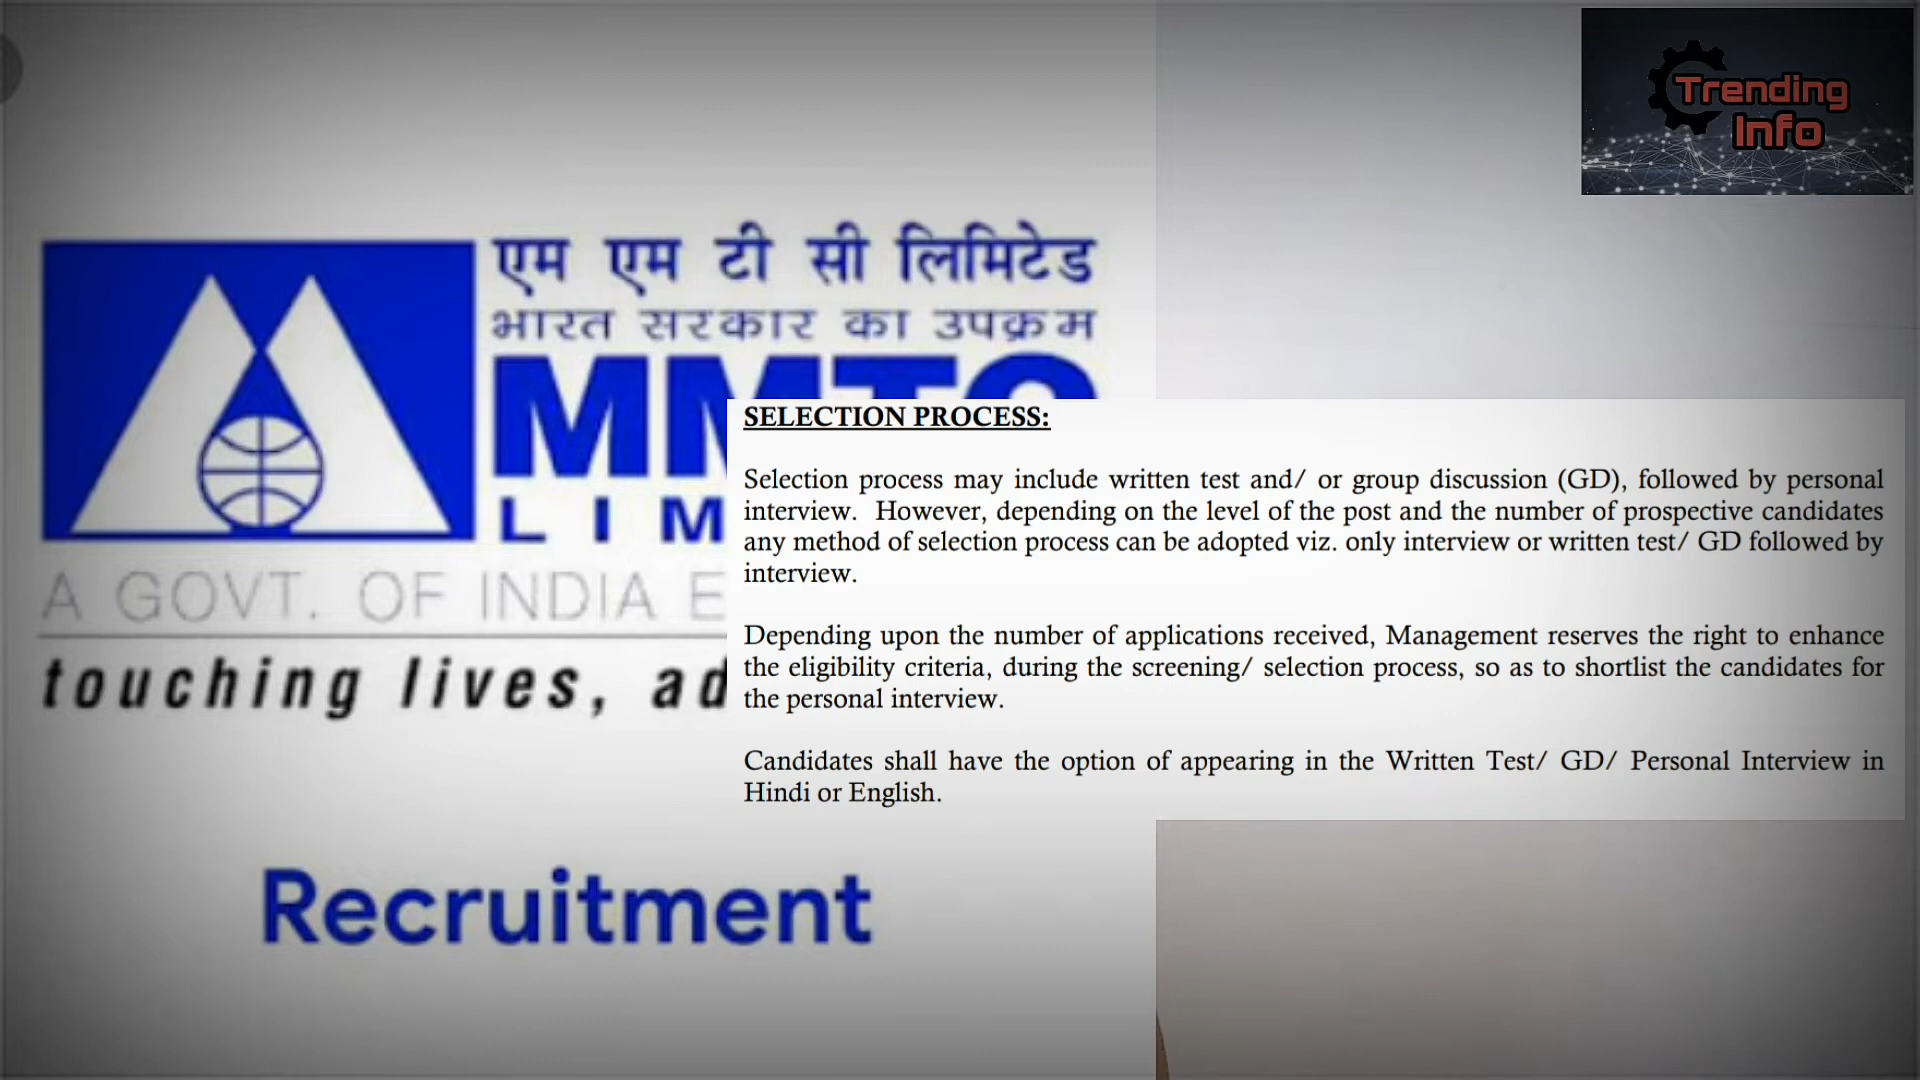 Trending
Info
एम एम टी सी लिमिटेड
भारत सरकार का उपक्रम
A GOVT. OF INDIA
touching lives,
Recruitment
SELECTION PROCESS:
Selection process may include written test and/ or group discussion (GD), followed by personal
interview. However, depending on the level of the post and the number of prospective candidates
any method of selection process can be adopted viz. only interview or written test/ GD followed by
interview.
Depending upon the number of applications received, Management reserves the right to enhance
the eligibility criteria, during the screening/ selection process, so as to shortlist the candidates for
the personal interview.
Candidates shall have the option of appearing in the Written Test/ GD/ Personal Interview in
Hindi or English.